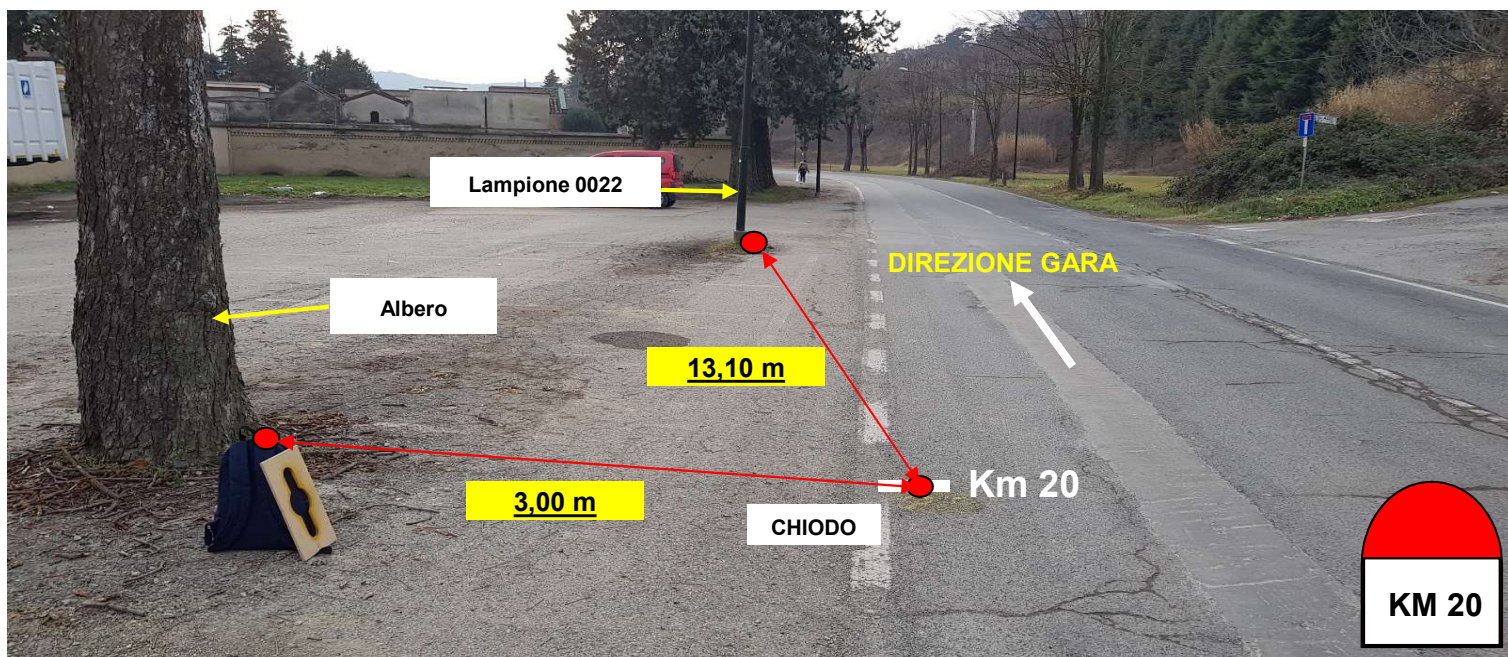 Lampione 0022
DIREZIONE GARA
Albero
13,10 m
Km 20
3,00 m
CHIODO
KM 20